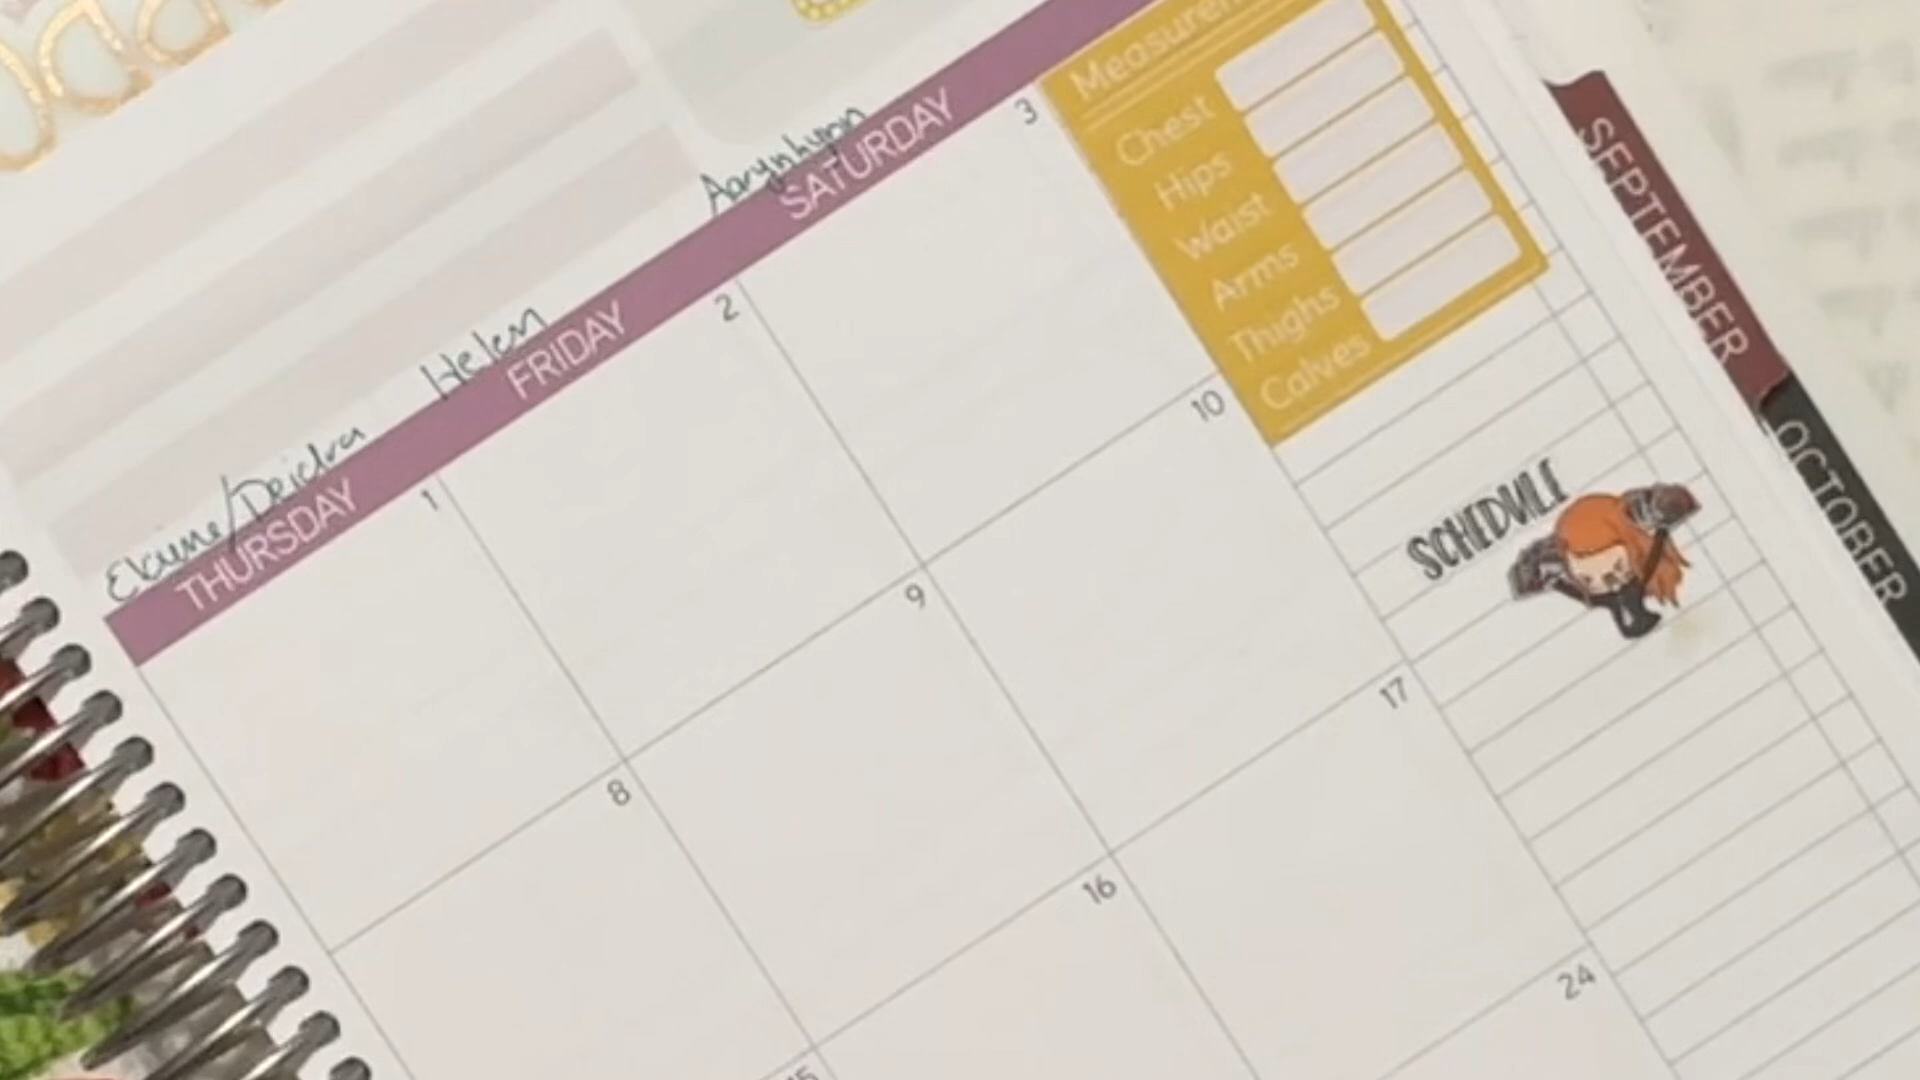 Elaine/Deidra
Helen
THURSDAY
FRIDAY
SATURDAY
1
2
3
8
9
10
16
17
24
Chest
Hips
Waist
Arms
Thighs
Calves
SCHEDULE
SEPTEMBER
OCTOBER